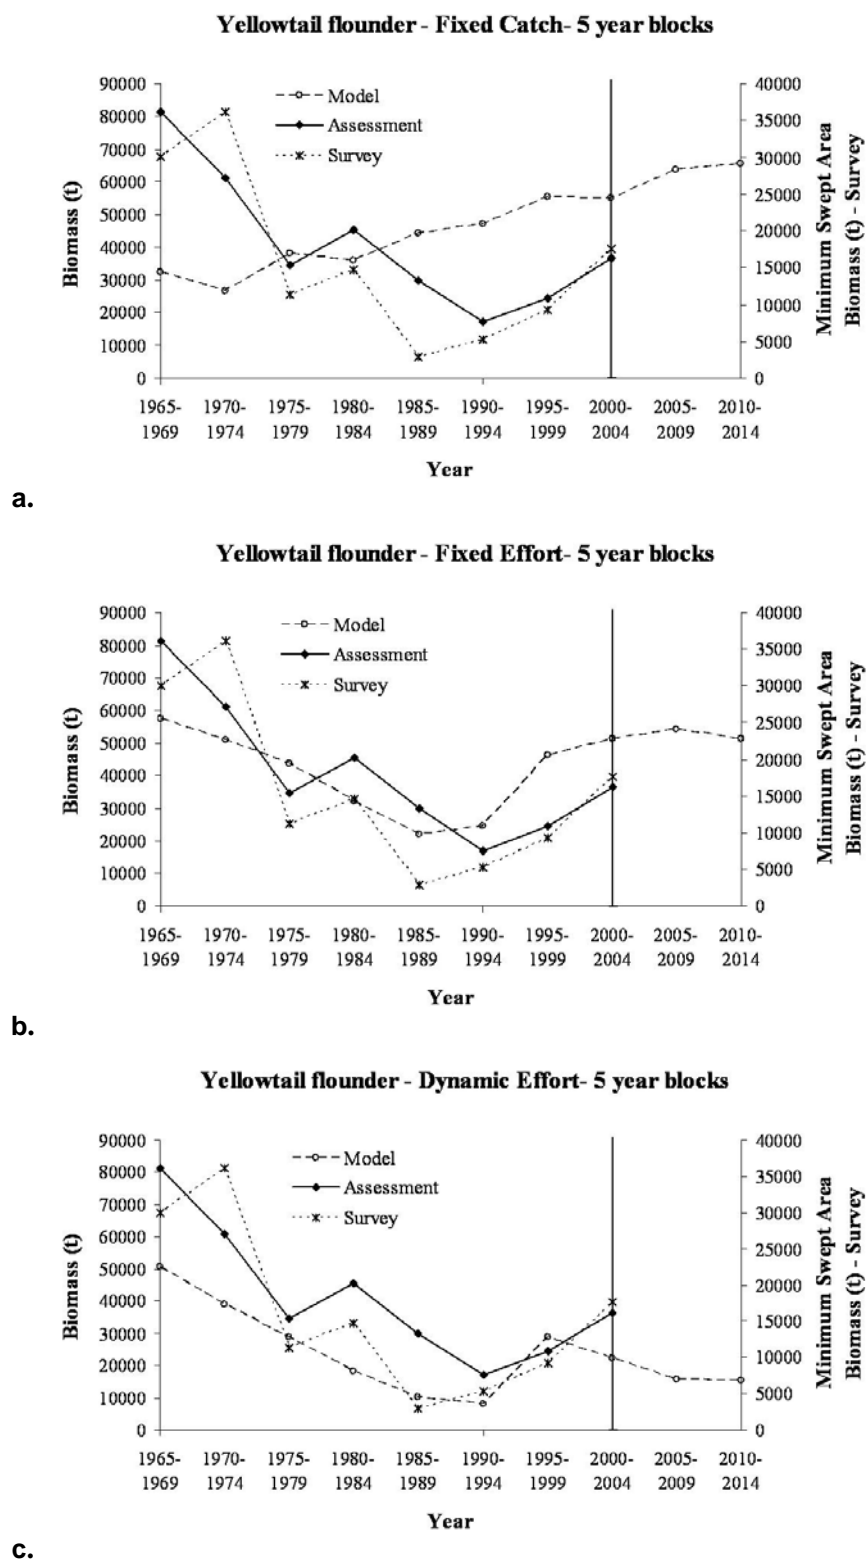 Yellowtail flounder - Fixed Catch- 5 year blocks
90000
80000
70000
60000
50000
40000
30000
20000
10000
0
Biomass (t)
Model
Assessment
Survey
40000
35000
30000
25000
20000
15000
10000
5000
0
Minimum Swept Area
Biomass (t) - Survey
1965- 1970- 1975- 1980- 1985- 1990- 1995- 2000- 2005- 2010-
1969 1974 1979 1984 1989 1994 1999 2004 2009 2014
Year
a.
Yellowtail flounder - Fixed Effort- 5 year blocks
90000
80000
70000
60000
50000
40000
30000
20000
10000
0
Biomass (t)
Model
Assessment
Survey
40000
35000
30000
25000
20000
15000
10000
5000
0
Minimum Swept Area
Biomass (t) - Survey
1965- 1970- 1975- 1980- 1985- 1990- 1995- 2000- 2005- 2010-
1969 1974 1979 1984 1989 1994 1999 2004 2009 2014
Year
b.
Yellowtail flounder - Dynamic Effort- 5 year blocks
90000
80000
70000
60000
50000
40000
30000
20000
10000
0
Biomass (t)
Model
Assessment
Survey
40000
35000
30000
25000
20000
15000
10000
5000
0
Minimum Swept Area
Biomass (t) - Survey
1965- 1970- 1975- 1980- 1985- 1990- 1995- 2000- 2005- 2010-
1969 1974 1979 1984 1989 1994 1999 2004 2009 2014
Year
c.